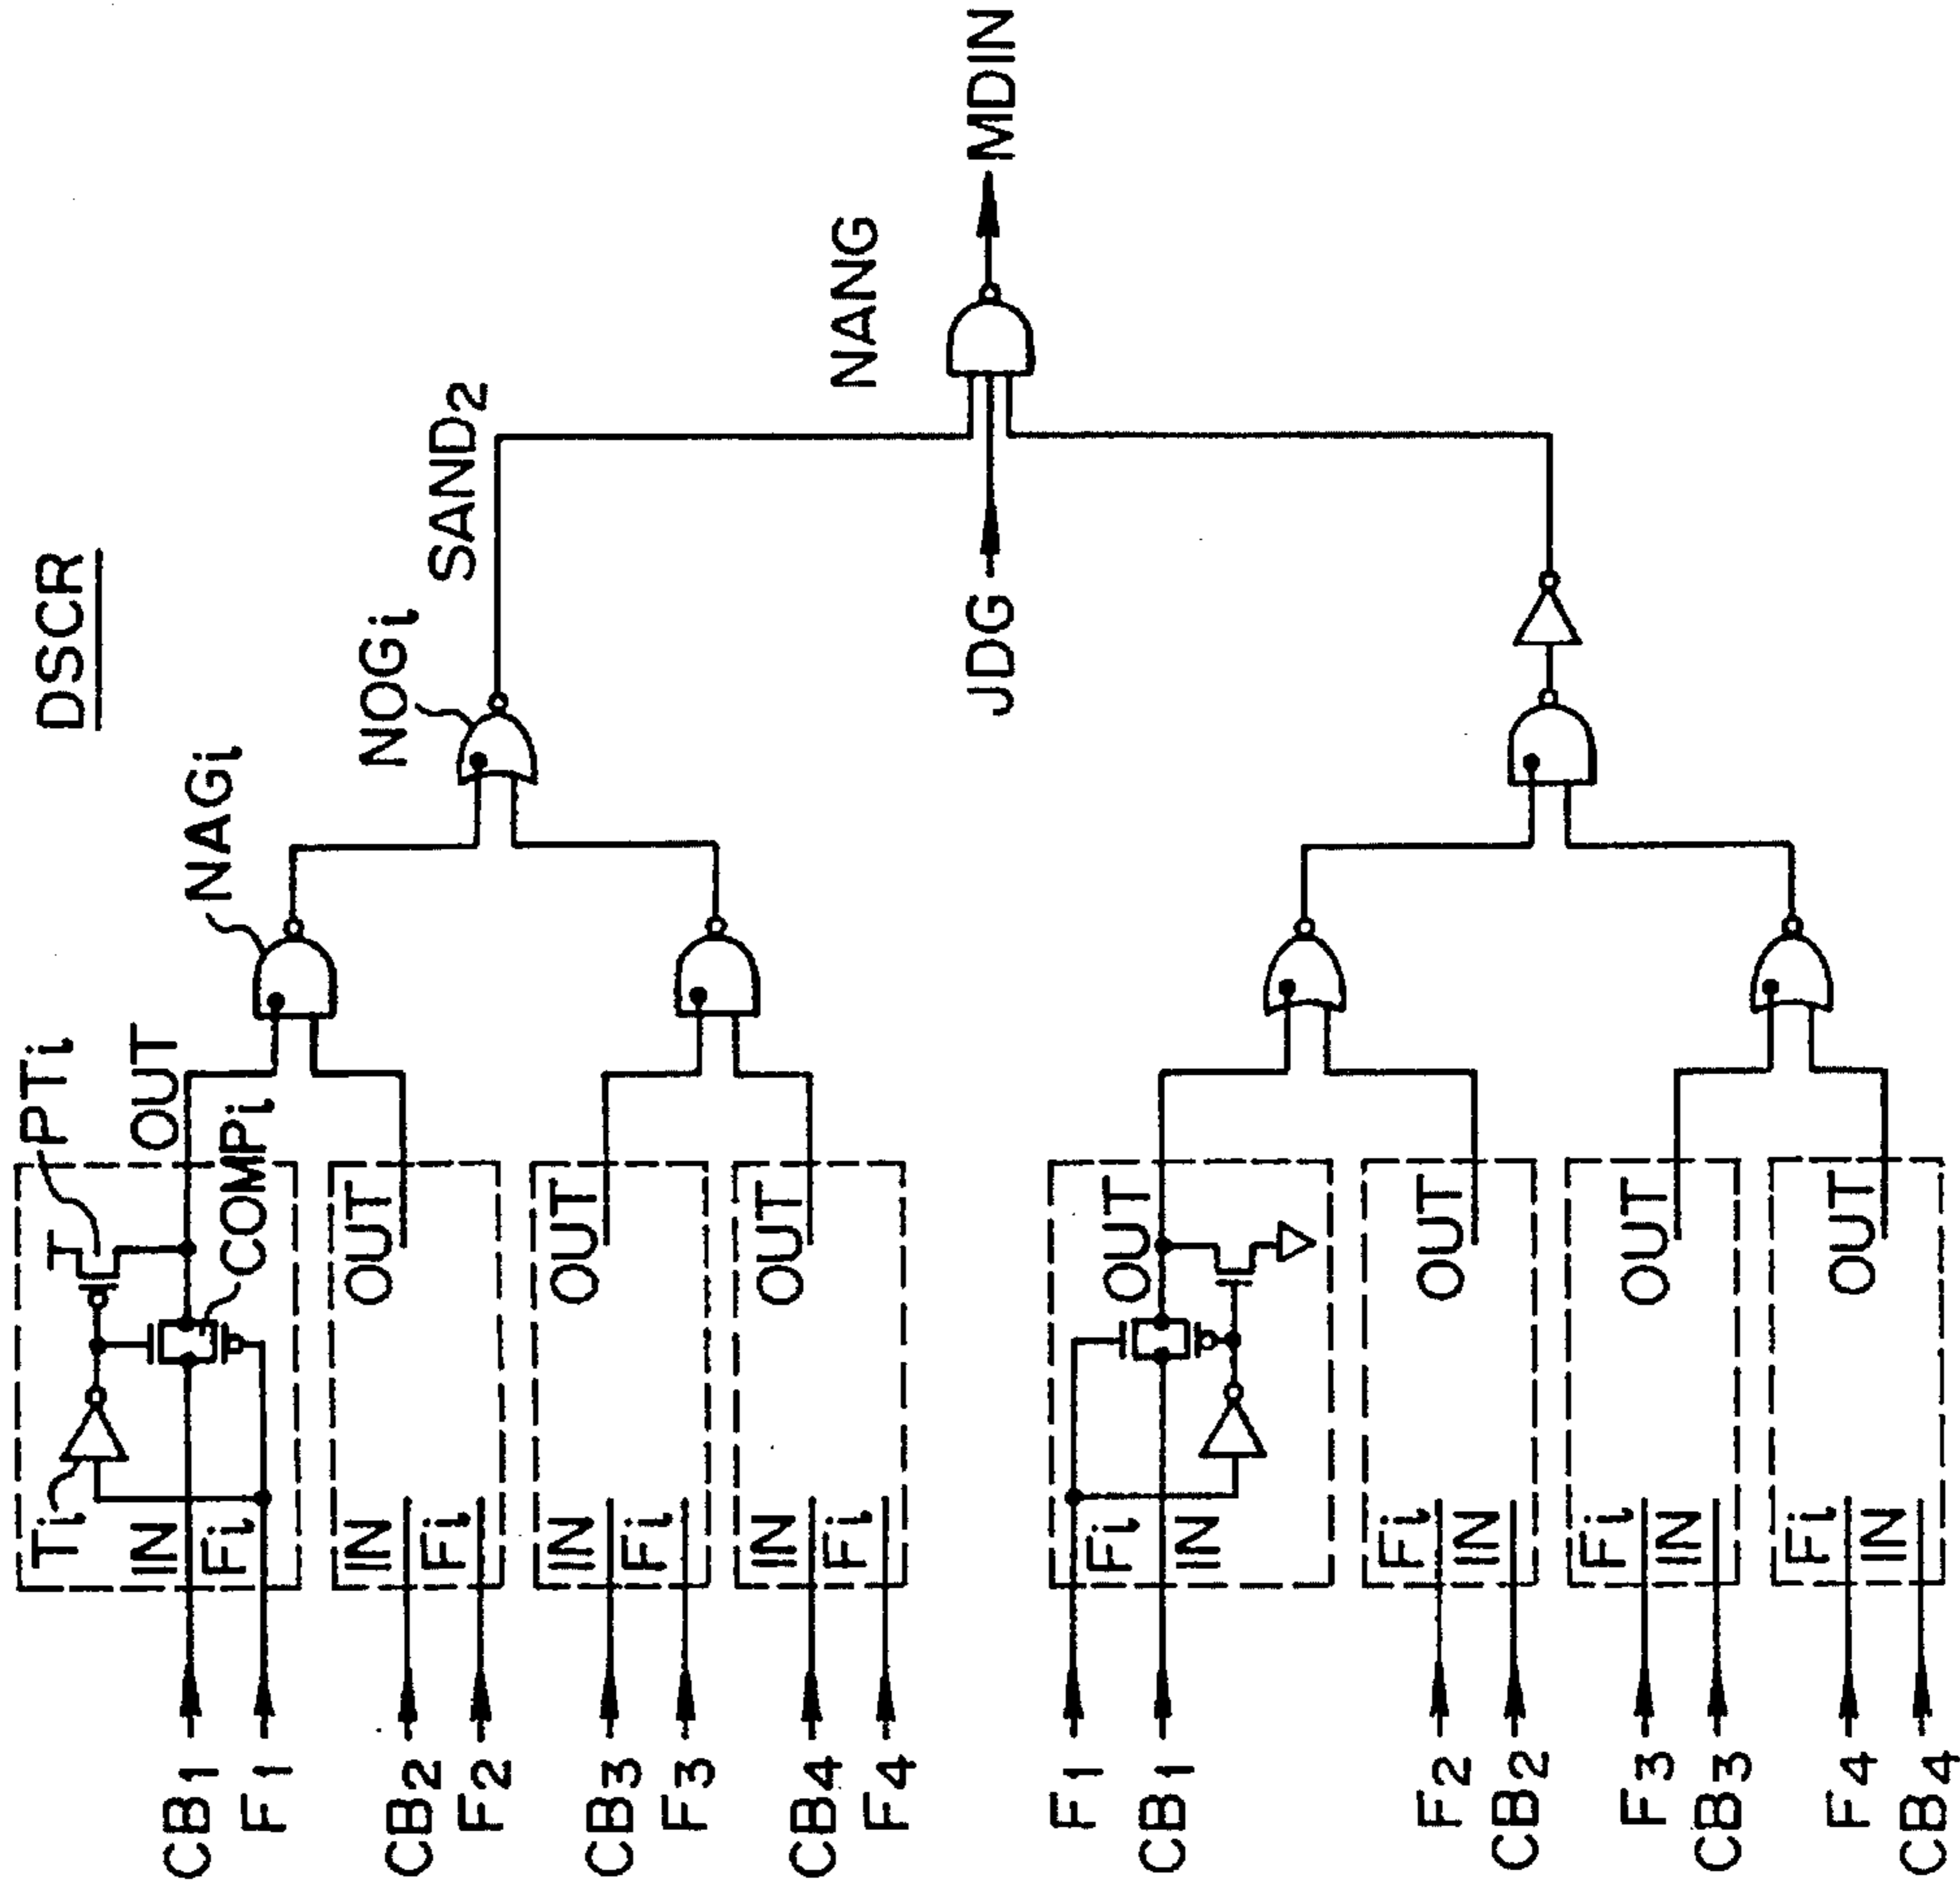 DSCR
PTi
OUT
NAGi
NOGi
SAND2
NANG
MDIN
JDG
Ti
IN
Fi
COMPi
CB1
F1
OUT
IN
Fi
CB2
F2
OUT
IN
Fi
CB3
F3
OUT
IN
Fi
CB4
F4
OUT
Fi
IN
F1
CB1
OUT
Fi
IN
F2
CB2
OUT
Fi
IN
F3
CB3
OUT
Fi
IN
F4
CB4